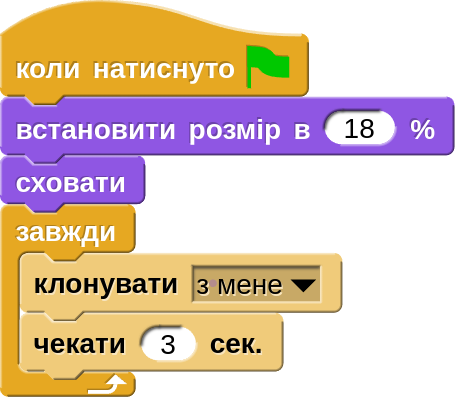 коли натиснуто
встановити розмір в 18 %
сховати
завжди
клонувати з мене
чекати 3 сек.